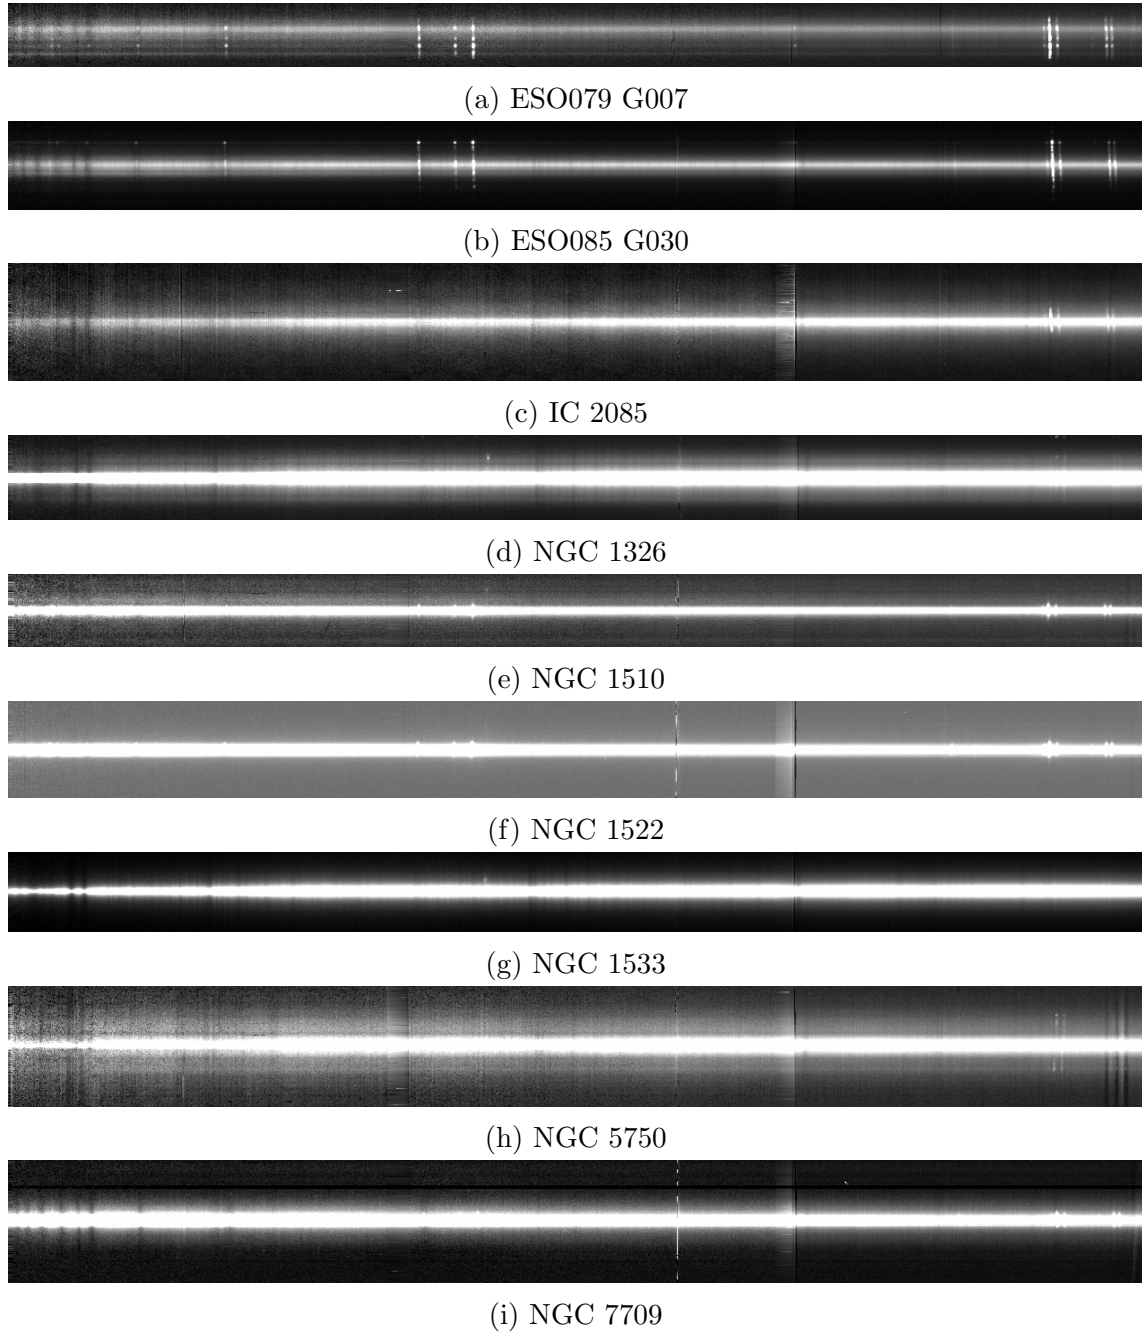 (a) ESO079 G007
(b) ESO085 G030
(c) IC 2085
(d) NGC 1326
(e) NGC 1510
(f) NGC 1522
(g) NGC 1533
(h) NGC 5750
(i) NGC 7709